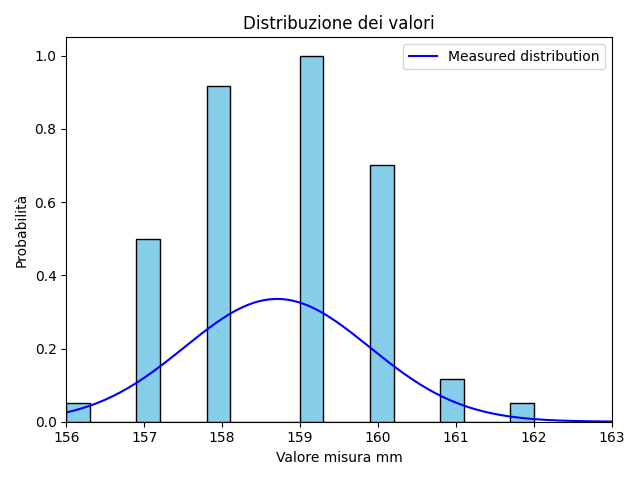 Distribuzione dei valori
Measured distribution
Probabilità
1.0
0.8
0.6
0.4
0.2
0.0
156 157 158 159 160 161 162 163
Valore misura mm